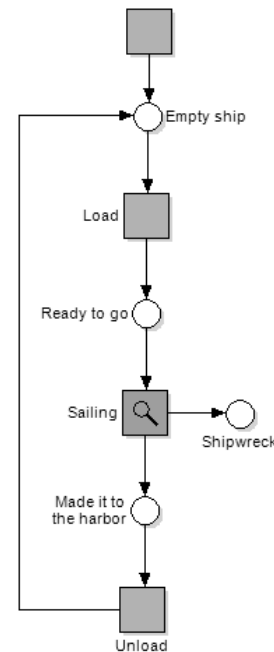 Empty ship
Load
Ready to go
Sailing
Shipwreck
Made it to
the harbor
Unload